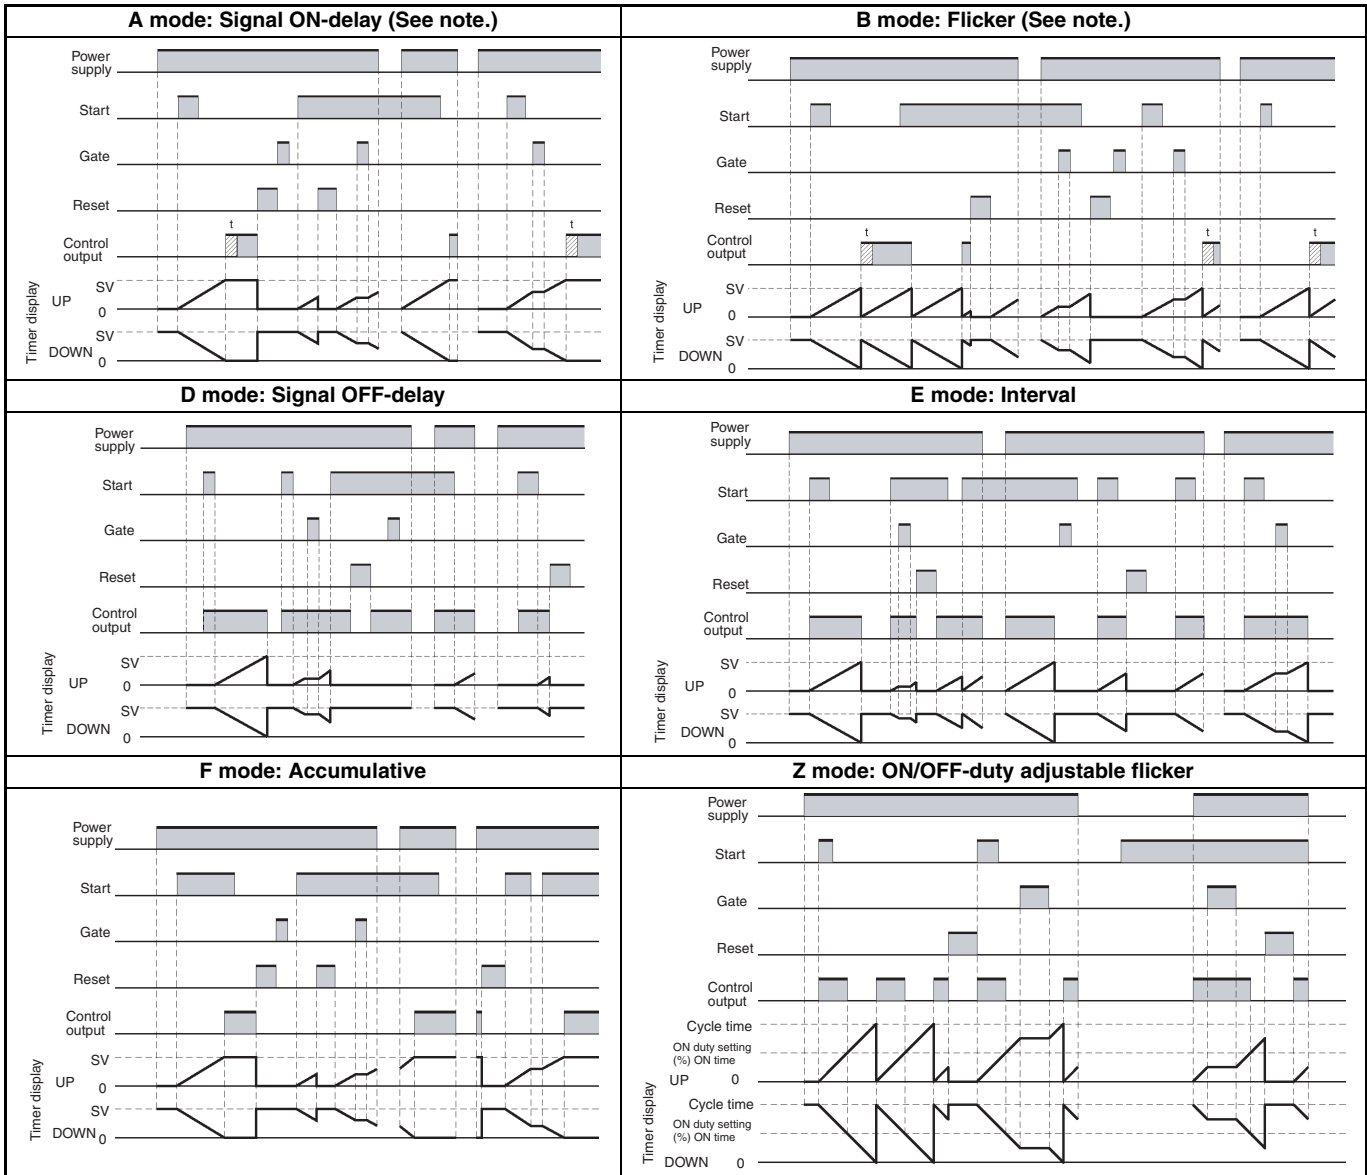 A mode: Signal ON-delay (See note.)
Power
supply
Start
Gate
Reset
t
t
Control
output
Timer display
SV
UP
0
SV
DOWN
0
B mode: Flicker (See note.)
Power
supply
Start
Gate
Reset
Control
output
t
t
t
Timer display
SV
UP
0
SV
DOWN
0
D mode: Signal OFF-delay
Power
supply
Start
Gate
Reset
Control
output
Timer display
SV
UP
0
SV
DOWN
0
E mode: Interval
Power
supply
Start
Gate
Reset
Control
output
Timer display
SV
UP
0
SV
DOWN
0
F mode: Accumulative
Power
supply
Start
Gate
Reset
Control
output
Timer display
SV
UP
0
SV
DOWN
0
Z mode: ON/OFF-duty adjustable flicker
Power
supply
Start
Gate
Reset
Control
output
Timer display
Cycle time
ON duty setting
(%) ON time
UP
0
Cycle time
ON duty setting
(%) ON time
DOWN
0